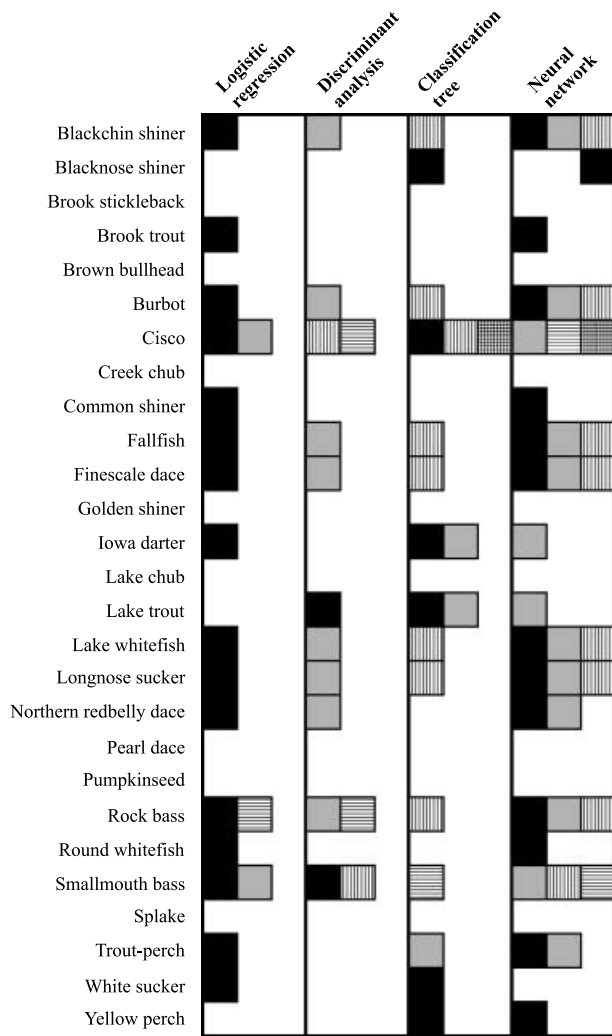 Logistic
regression
Discriminant
analysis
Classification
tree
Neural
network
Blackchin shiner
Blacknose shiner
Brook stickleback
Brook trout
Brown bullhead
Burbot
Cisco
Creek chub
Common shiner
Fallfish
Finescale dace
Golden shiner
Iowa darter
Lake chub
Lake trout
Lake whitefish
Longnose sucker
Northern redbelly dace
Pearl dace
Pumpkinseed
Rock bass
Round whitefish
Smallmouth bass
Splake
Trout-perch
White sucker
Yellow perch